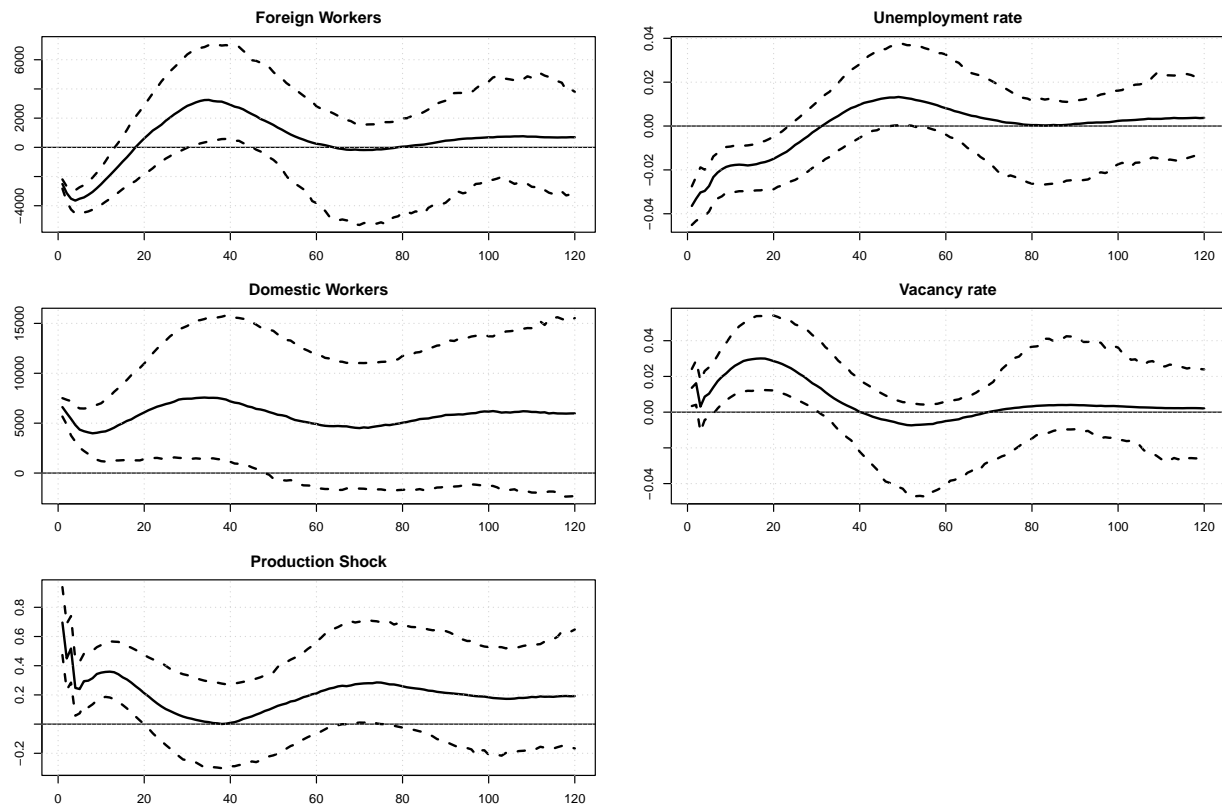 Foreign Workers
6000
2000
0
−4000
0 20 40 60 80 100 120
Unemployment rate
0.04
0.02
0.00
−0.02
−0.04
0 20 40 60 80 100 120
Domestic Workers
15000
10000
5000
0
0 20 40 60 80 100 120
Vacancy rate
0.04
0.02
0.00
−0.04
0 20 40 60 80 100 120
Production Shock
0.8
0.6
0.4
0.2
−0.2
0 20 40 60 80 100 120